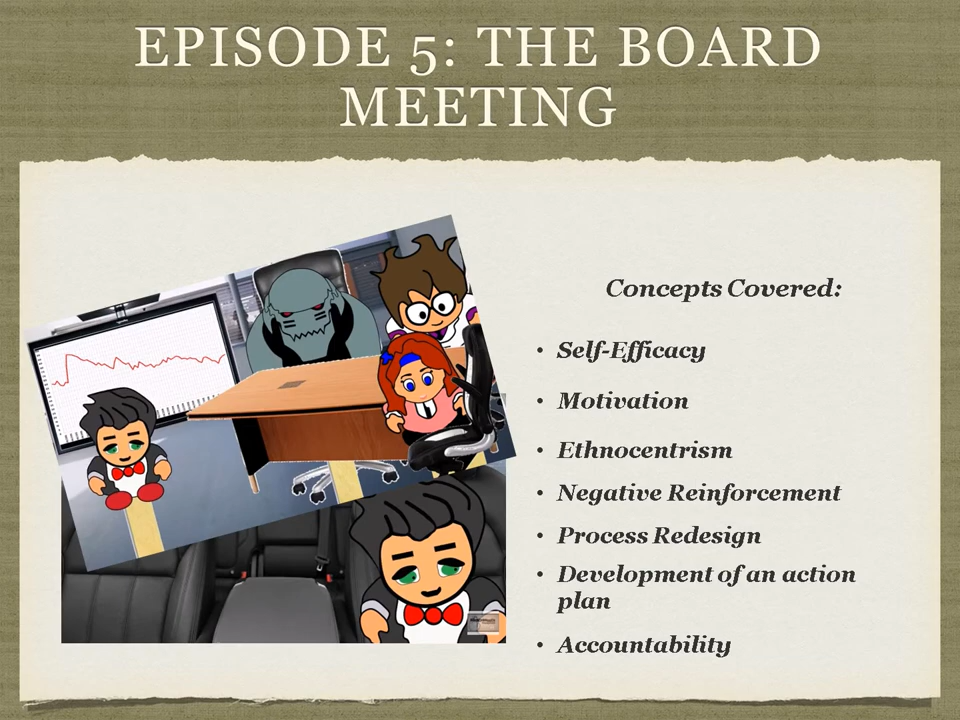 EPISODE 5: THE BOARD
MEETING
Concepts Covered:
• Self-Efficacy
• Motivation
• Ethnocentrism
• Negative Reinforcement
• Process Redesign
• Development of an action
plan
• Accountability